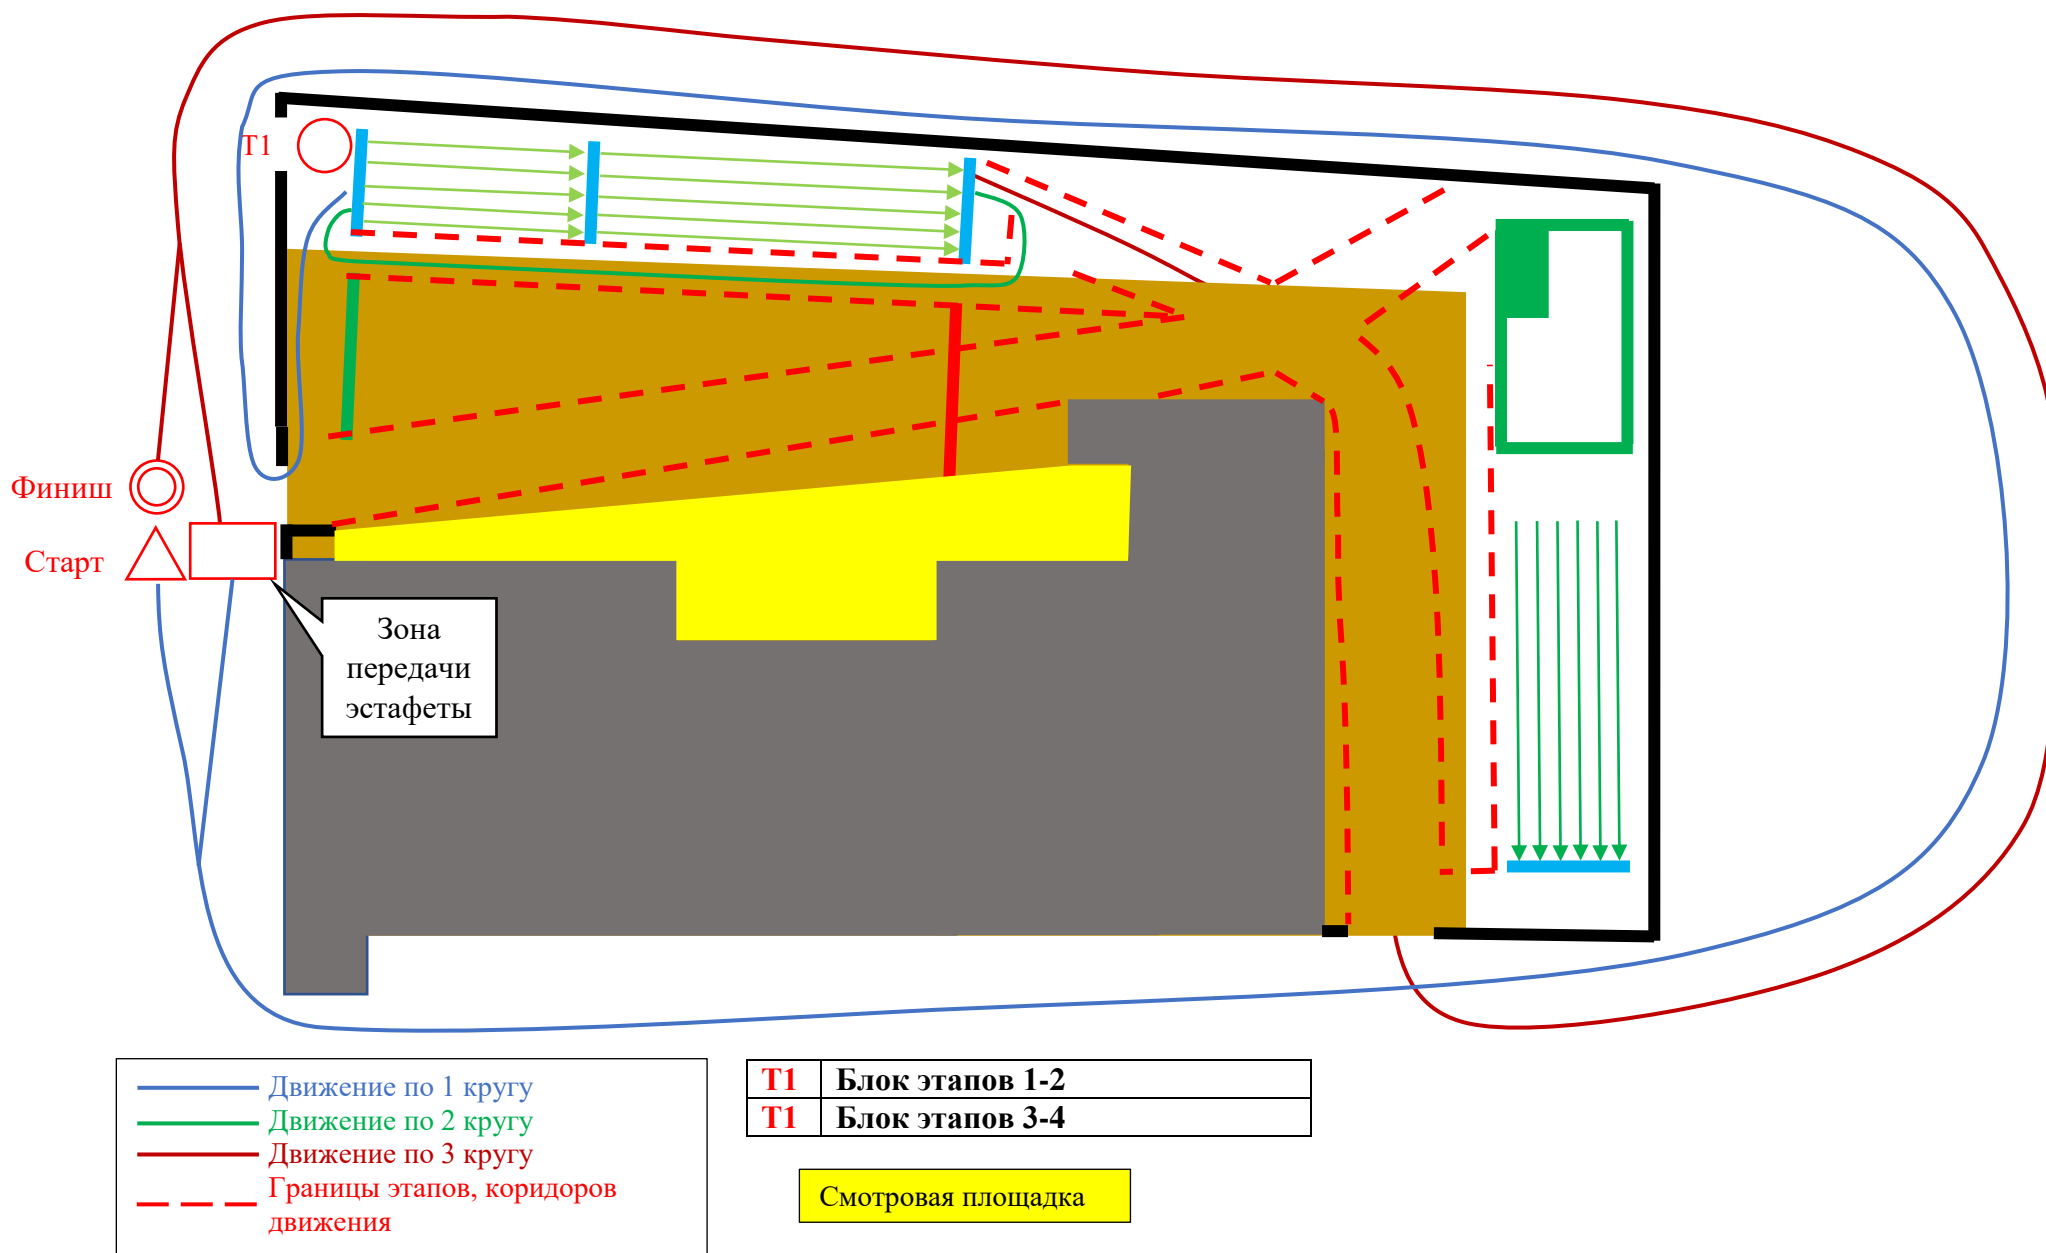 Т1
Финиш
Старт
Зона
передачи
эстафеты
Движение по 1 кругу
Движение по 2 кругу
Движение по 3 кругу
Границы этапов, коридоров
движения
Т1 Блок этапов 1-2
Т1 Блок этапов 3-4
Смотровая площадка